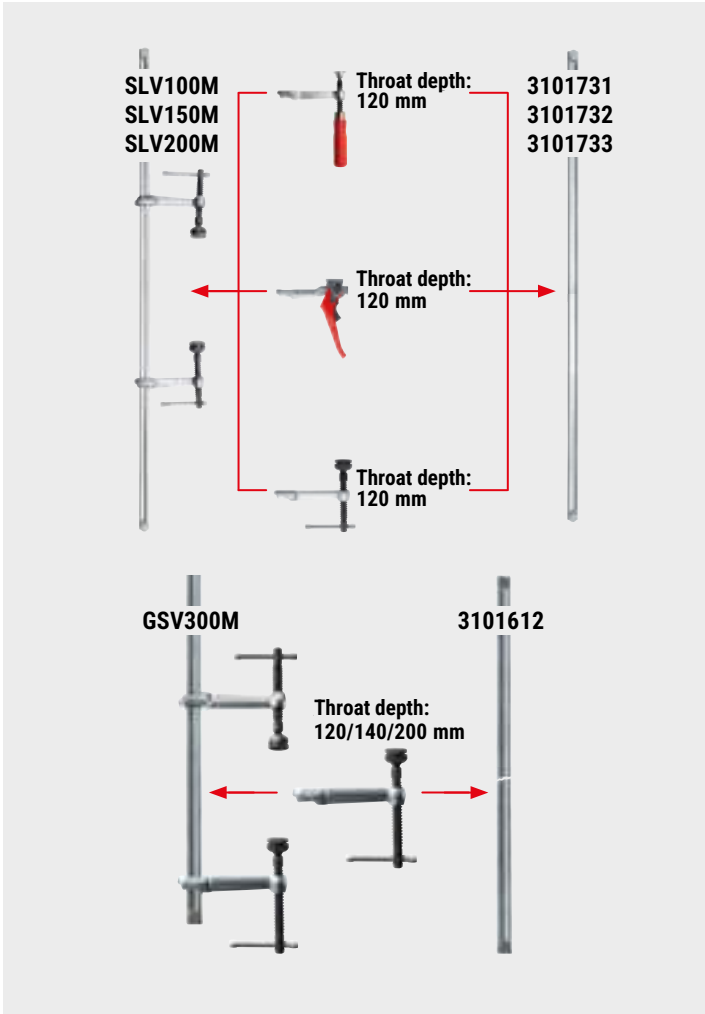 SLV100M
SLV150M
SLV200M
Throat depth:
120 mm
3101731
3101732
3101733
Throat depth:
120 mm
Throat depth:
120 mm
GSV300M
3101612
Throat depth:
120/140/200 mm